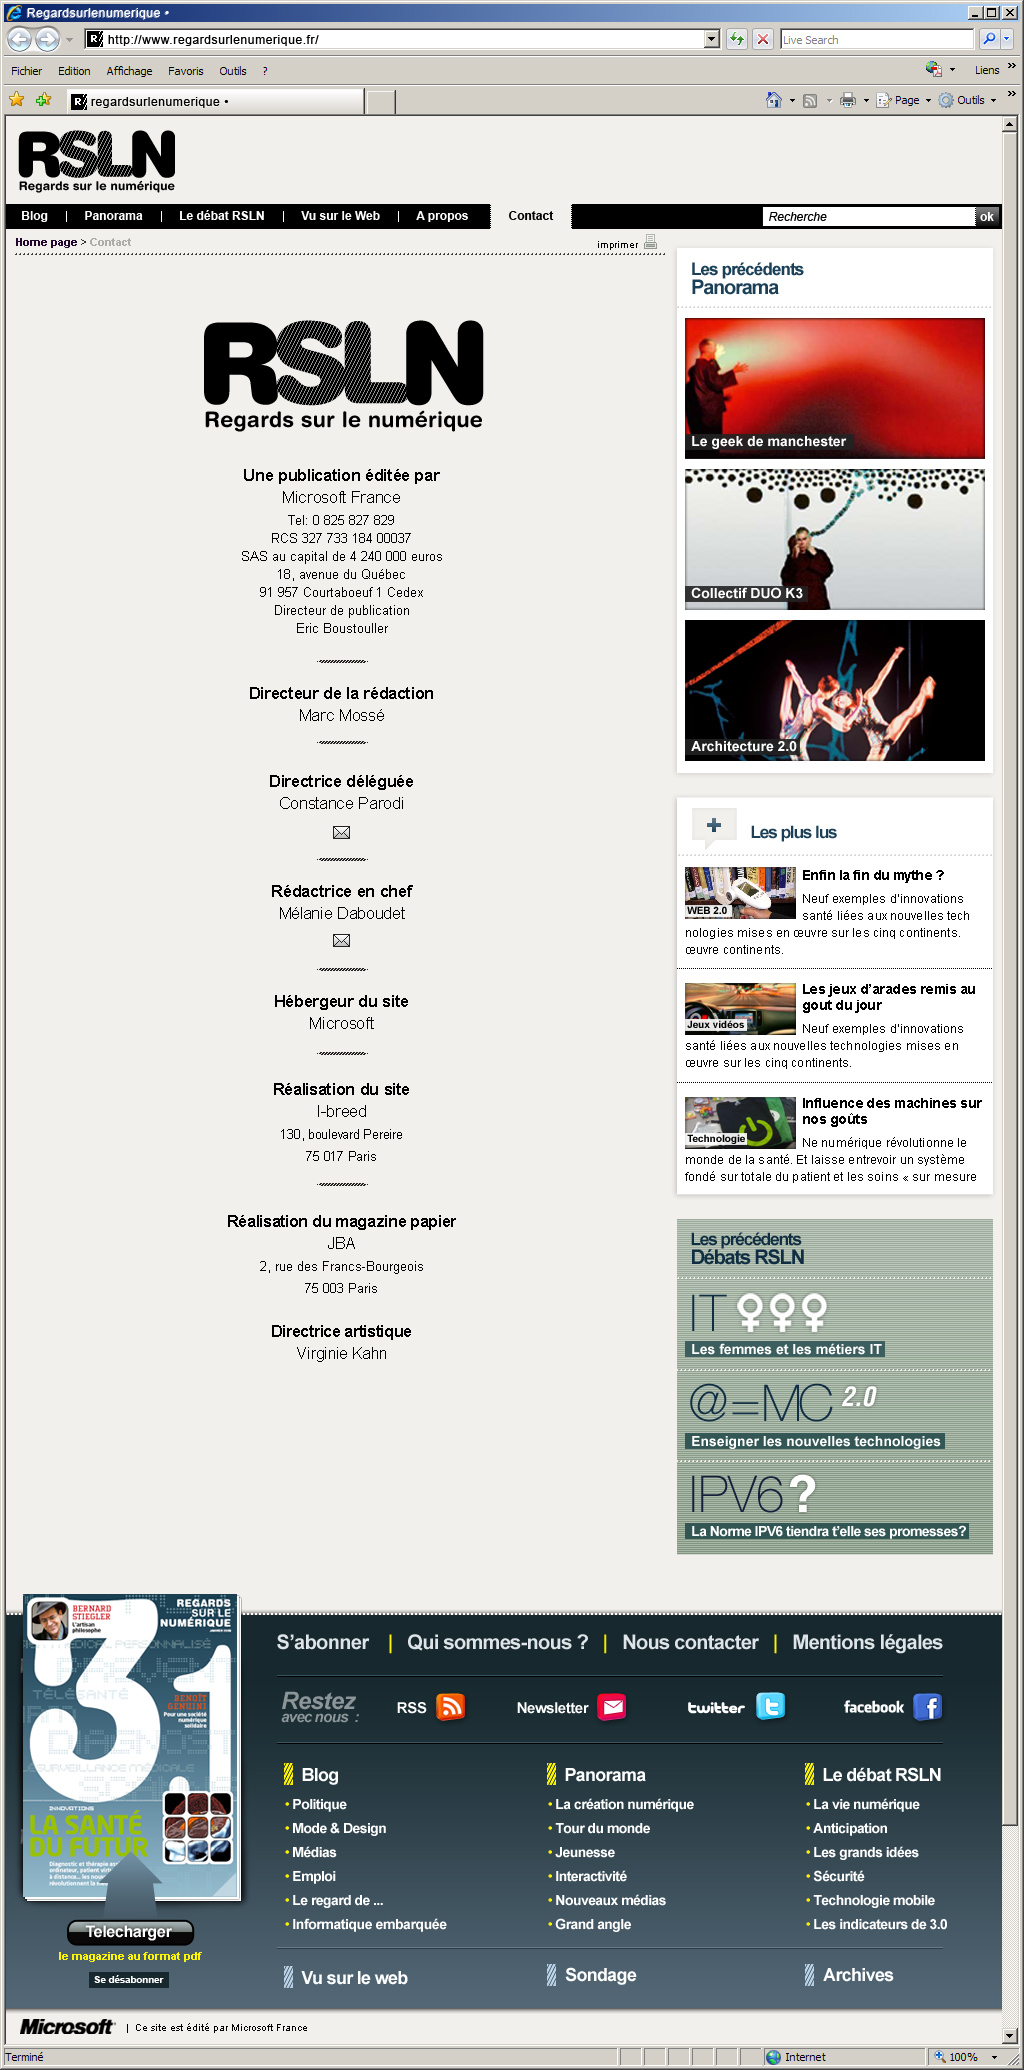 Regardsurlenumerique •
http://www.regardsurlenumerique.fr/
Live Search
Fichier Edition Affichage Favoris Outils ?
Liens »
regardsurlenumerique •
Page Outils »
RSLN
Regards sur le numérique
Blog | Panorama | Le débat RSLN | Vu sur le Web | A propos Contact
Recherche ok
Home page > Contact
imprimer
RSLN
Regards sur le numérique
Une publication éditée par
Microsoft France
Tel: 0 825 827 829
RCS 327 733 184 00037
SAS au capital de 4 240 000 euros
18, avenue du Québec
91 957 Courtaboeuf 1 Cedex
Directeur de publication
Eric Boustouller
Directeur de la rédaction
Marc Mossé
Directrice déléguée
Constance Parodi
Rédactrice en chef
Mélanie Daboudet
Hébergeur du site
Microsoft
Réalisation du site
I-breed
130, boulevard Pereire
75 017 Paris
Réalisation du magazine papier
JBA
2, rue des Francs-Bourgeois
75 003 Paris
Directrice artistique
Virginie Kahn
Les précédents
Panorama
Le geek de manchester
Collectif DUO K3
Architecture 2.0
+ Les plus lus
WEB 2.0
Enfin la fin du mythe ?
Neuf exemples d'innovations
santé liées aux nouvelles tech
nologies mises en œuvre sur les cinq continents.
œuvre continents.
Jeux vidéos
Les jeux d'arades remis au
gout du jour
Neuf exemples d'innovations
santé liées aux nouvelles technologies mises en
œuvre sur les cinq continents.
Technologie
Influence des machines sur
nos goûts
Ne numérique révolutionne le
monde de la santé. Et laisse entrevoir un système
fondé sur totale du patient et les soins « sur mesure
Les précédents
Débats RSLN
IT ♀♀♀
Les femmes et les métiers IT
@=MC 2.0
Enseigner les nouvelles technologies
IPV6 ?
La Norme IPV6 tiendra t'elle ses promesses?
BERNARD
STIEGLER
L'artisan
philosophe
REGARDS
SUR LE
NUMÉRIQUE
3.1
BENOÎT
Pour une société
numérique
solidaire
INNOVATIONS
LA SANTÉ
DU FUTUR
Telecharger
le magazine au format pdf
Se désabonner
S'abonner | Qui sommes-nous ? | Nous contacter | Mentions légales
Restez
avec nous :
RSS Newsletter twitter facebook
Blog
• Politique
• Mode & Design
• Médias
• Emploi
• Le regard de ...
• Informatique embarquée
Panorama
• La création numérique
• Tour du monde
• Jeunesse
• Interactivité
• Nouveaux médias
• Grand angle
Le débat RSLN
• La vie numérique
• Anticipation
• Les grands idées
• Sécurité
• Technologie mobile
• Les indicateurs de 3.0
Vu sur le web
Sondage
Archives
Microsoft | Ce site est édité par Microsoft France
Terminé Internet 100%